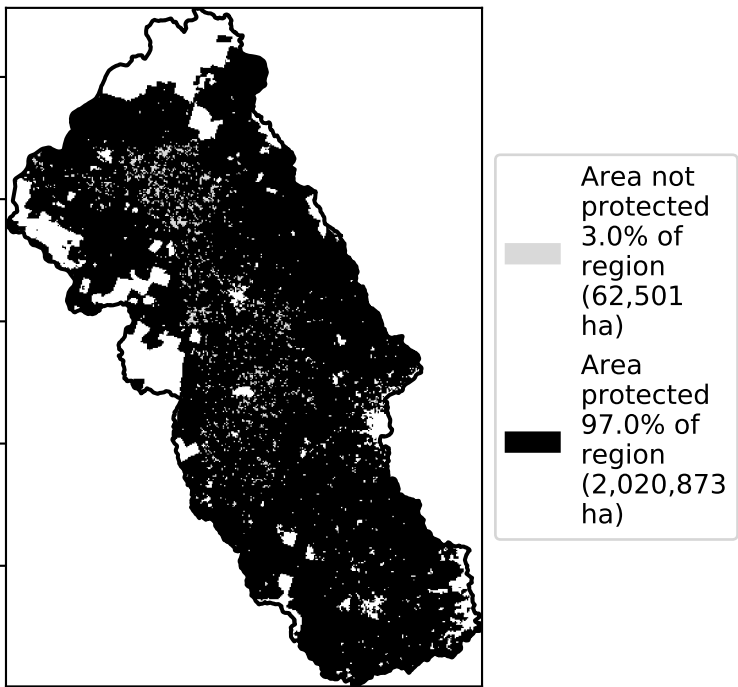 Area not
protected
3.0% of
region
(62,501
ha)
Area
protected
97.0% of
region
(2,020,873
ha)